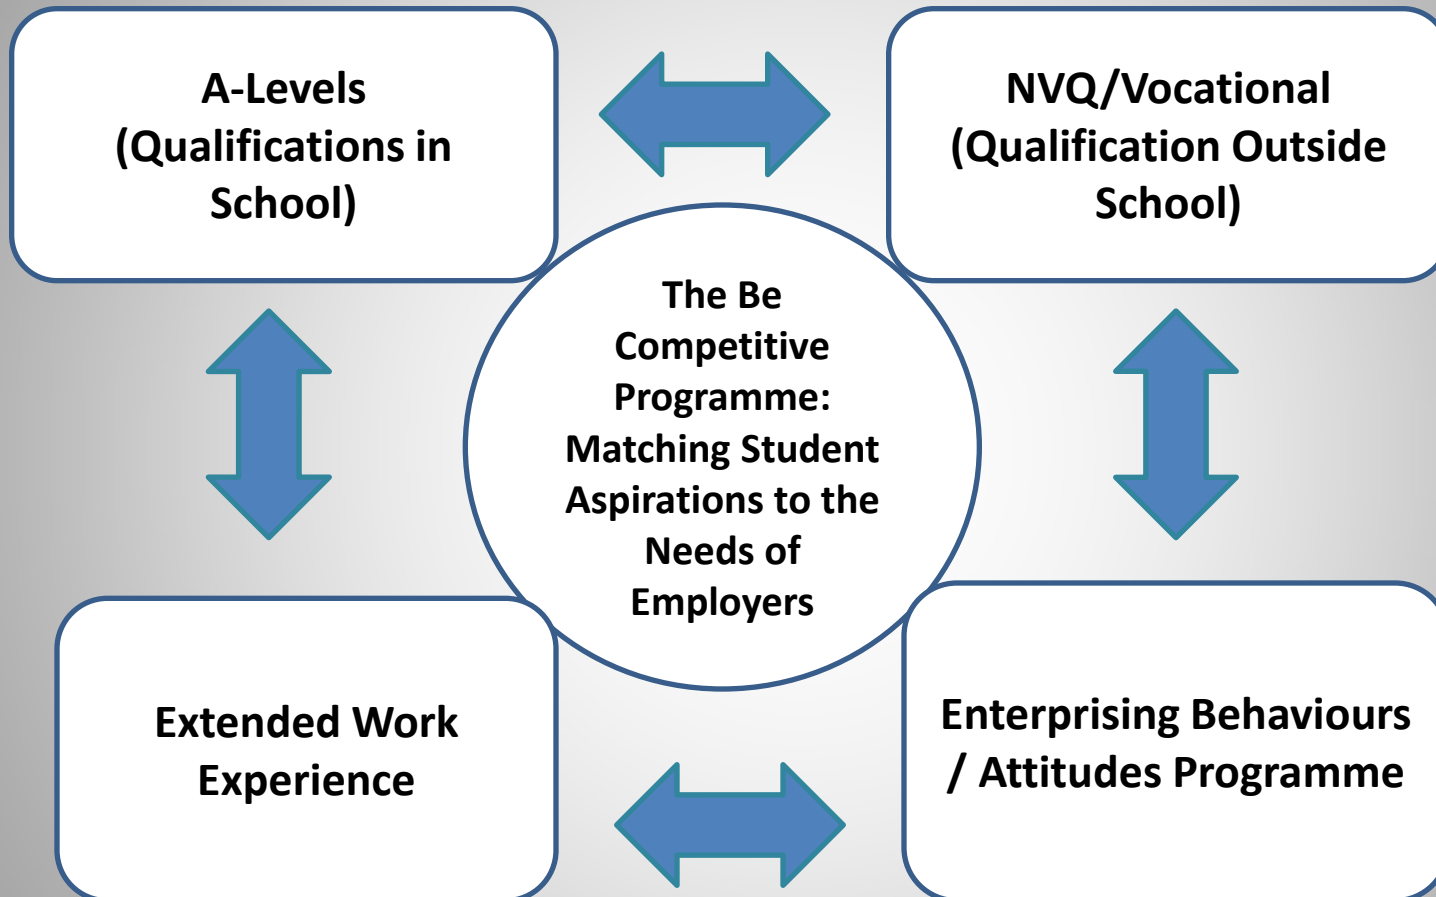 A-Levels
(Qualifications in
School)
NVQ/Vocational
(Qualification Outside
School)
The Be
Competitive
Programme:
Matching Student
Aspirations to the
Needs of
Employers
Extended Work
Experience
Enterprising Behaviours
/ Attitudes Programme